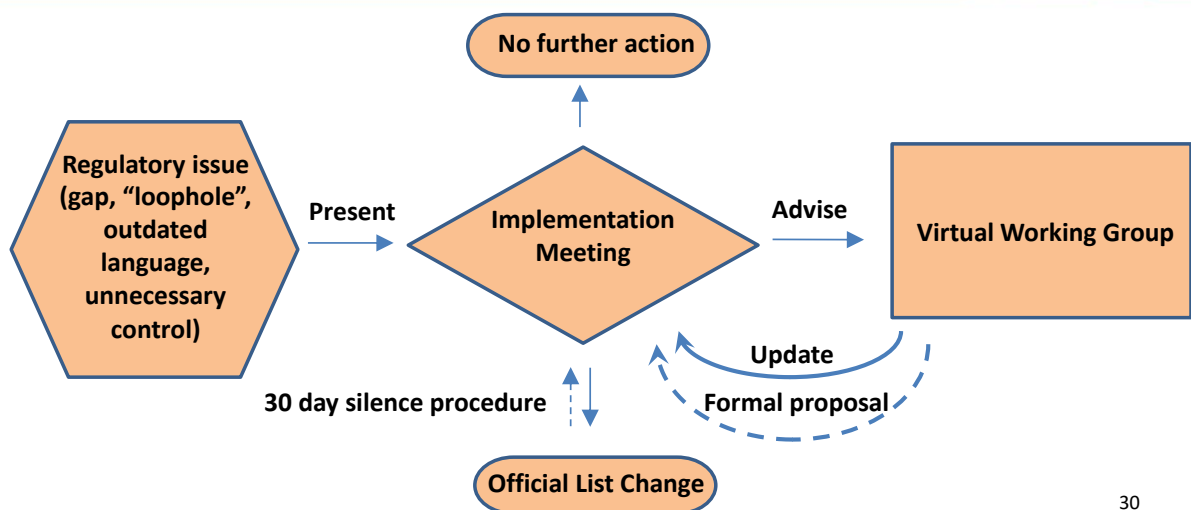 No further action
Regulatory issue
(gap, “loophole”,
outdated
language,
unnecessary
control)
Present
Implementation
Meeting
Advise
Virtual Working Group
Update
30 day silence procedure
Formal proposal
Official List Change
30